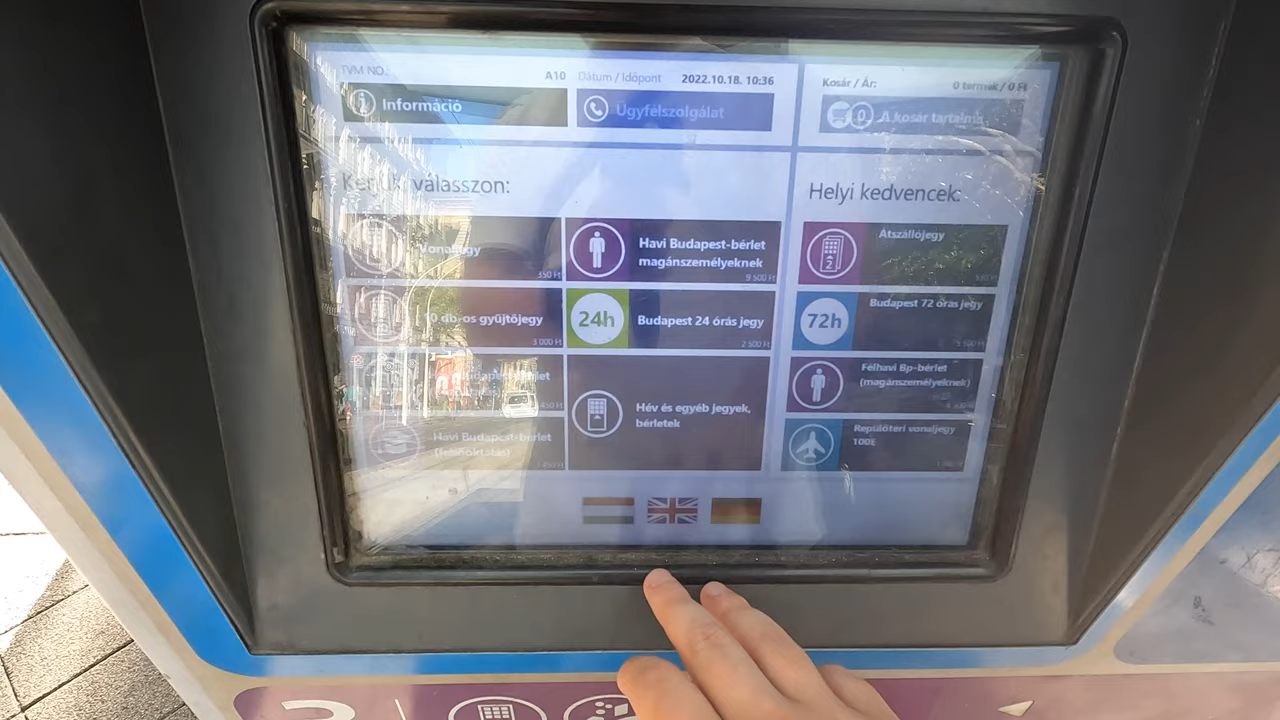 TVM NO.:
A10
Dátum / Időpont
2022.10.18. 10:36
Kosár / Ár:
0 termék / 0 Ft
Információ
Ügyfélszolgálat
0
A kosár tartalma
válasszon:
Helyi kedvencek:
Vonaljegy
350 Ft
Havi Budapest-bérlet
magánszemélyeknek
9 500 Ft
Átszállójegy
2
10 db-os gyűjtőjegy
3 000 Ft
24h
Budapest 24 órás jegy
2 500 Ft
72h
Budapest 72 órás jegy
Hév és egyéb jegyek,
bérletek
Félhavi Bp-bérlet
(magánszemélyeknek)
Havi Budapest-bérlet
(felsőoktatás)
Repülőtéri vonaljegy
100E